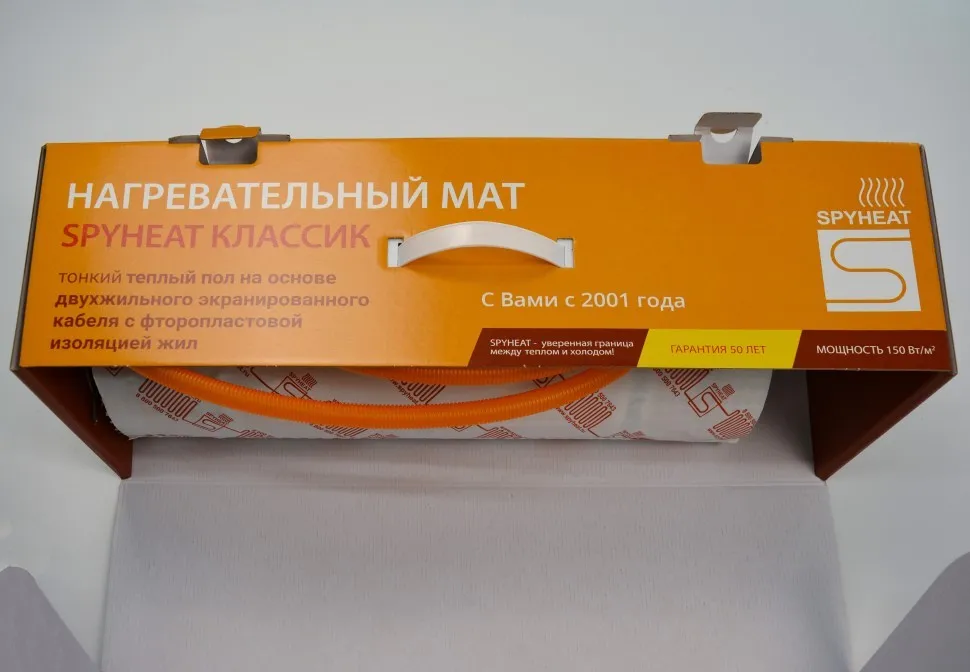 НАГРЕВАТЕЛЬНЫЙ МАТ
SPYHEAT КЛАССИК
тонкий теплый пол на основе
двухжильного экранированного
кабеля с фторопластовой
изоляцией жил
С Вами с 2001 года
SPYHEAT
SPYHEAT - уверенная граница
между теплом и холодом!
ГАРАНТИЯ 50 ЛЕТ
МОЩНОСТЬ 150 Вт/м²